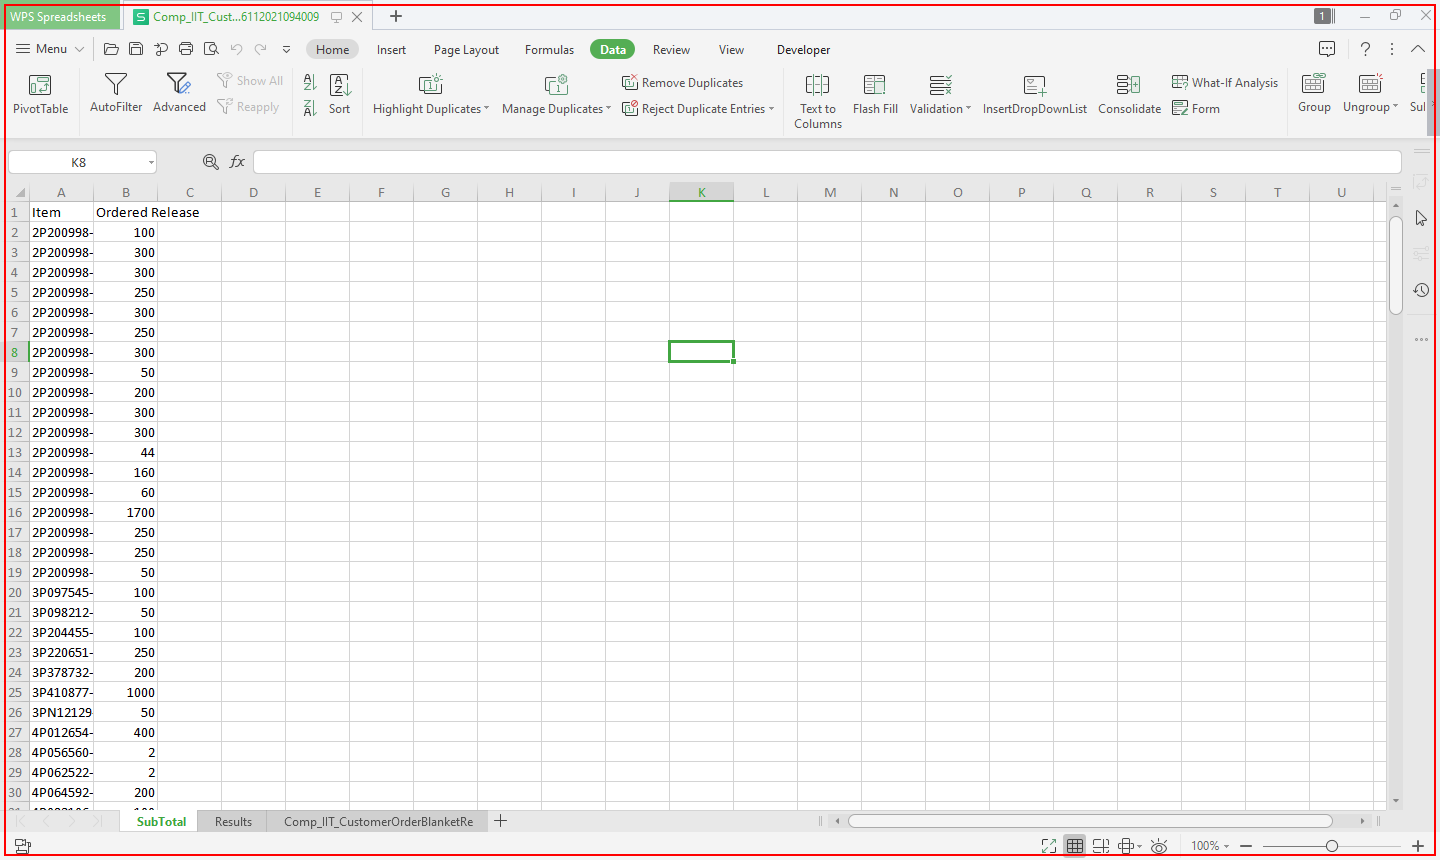 WPS Spreadsheets
Comp_IIT_Cust...6112021094009
1
Menu
Home
Insert
Page Layout
Formulas
Data
Review
View
Developer
PivotTable
AutoFilter
Advanced
Show All
Reapply
Sort
Highlight Duplicates
Manage Duplicates
Remove Duplicates
Reject Duplicate Entries
Text to
Columns
Flash Fill
Validation
InsertDropDownList
Consolidate
What-If Analysis
Form
Group
Ungroup
K8
fx
A B C D E F G H I J K L M N O P Q R S T U
1 Item Ordered Release
2 2P200998- 100
3 2P200998- 300
4 2P200998- 300
5 2P200998- 250
6 2P200998- 300
7 2P200998- 250
8 2P200998- 300
9 2P200998- 50
10 2P200998- 200
11 2P200998- 300
12 2P200998- 300
13 2P200998- 44
14 2P200998- 160
15 2P200998- 60
16 2P200998- 1700
17 2P200998- 250
18 2P200998- 250
19 2P200998- 50
20 3P097545- 100
21 3P098212- 50
22 3P204455- 100
23 3P220651- 250
24 3P378732- 200
25 3P410877- 1000
26 3PN12129 50
27 4P012654- 400
28 4P056560- 2
29 4P062522- 2
30 4P064592- 200
SubTotal
Results
Comp_IIT_CustomerOrderBlanketRe
100%